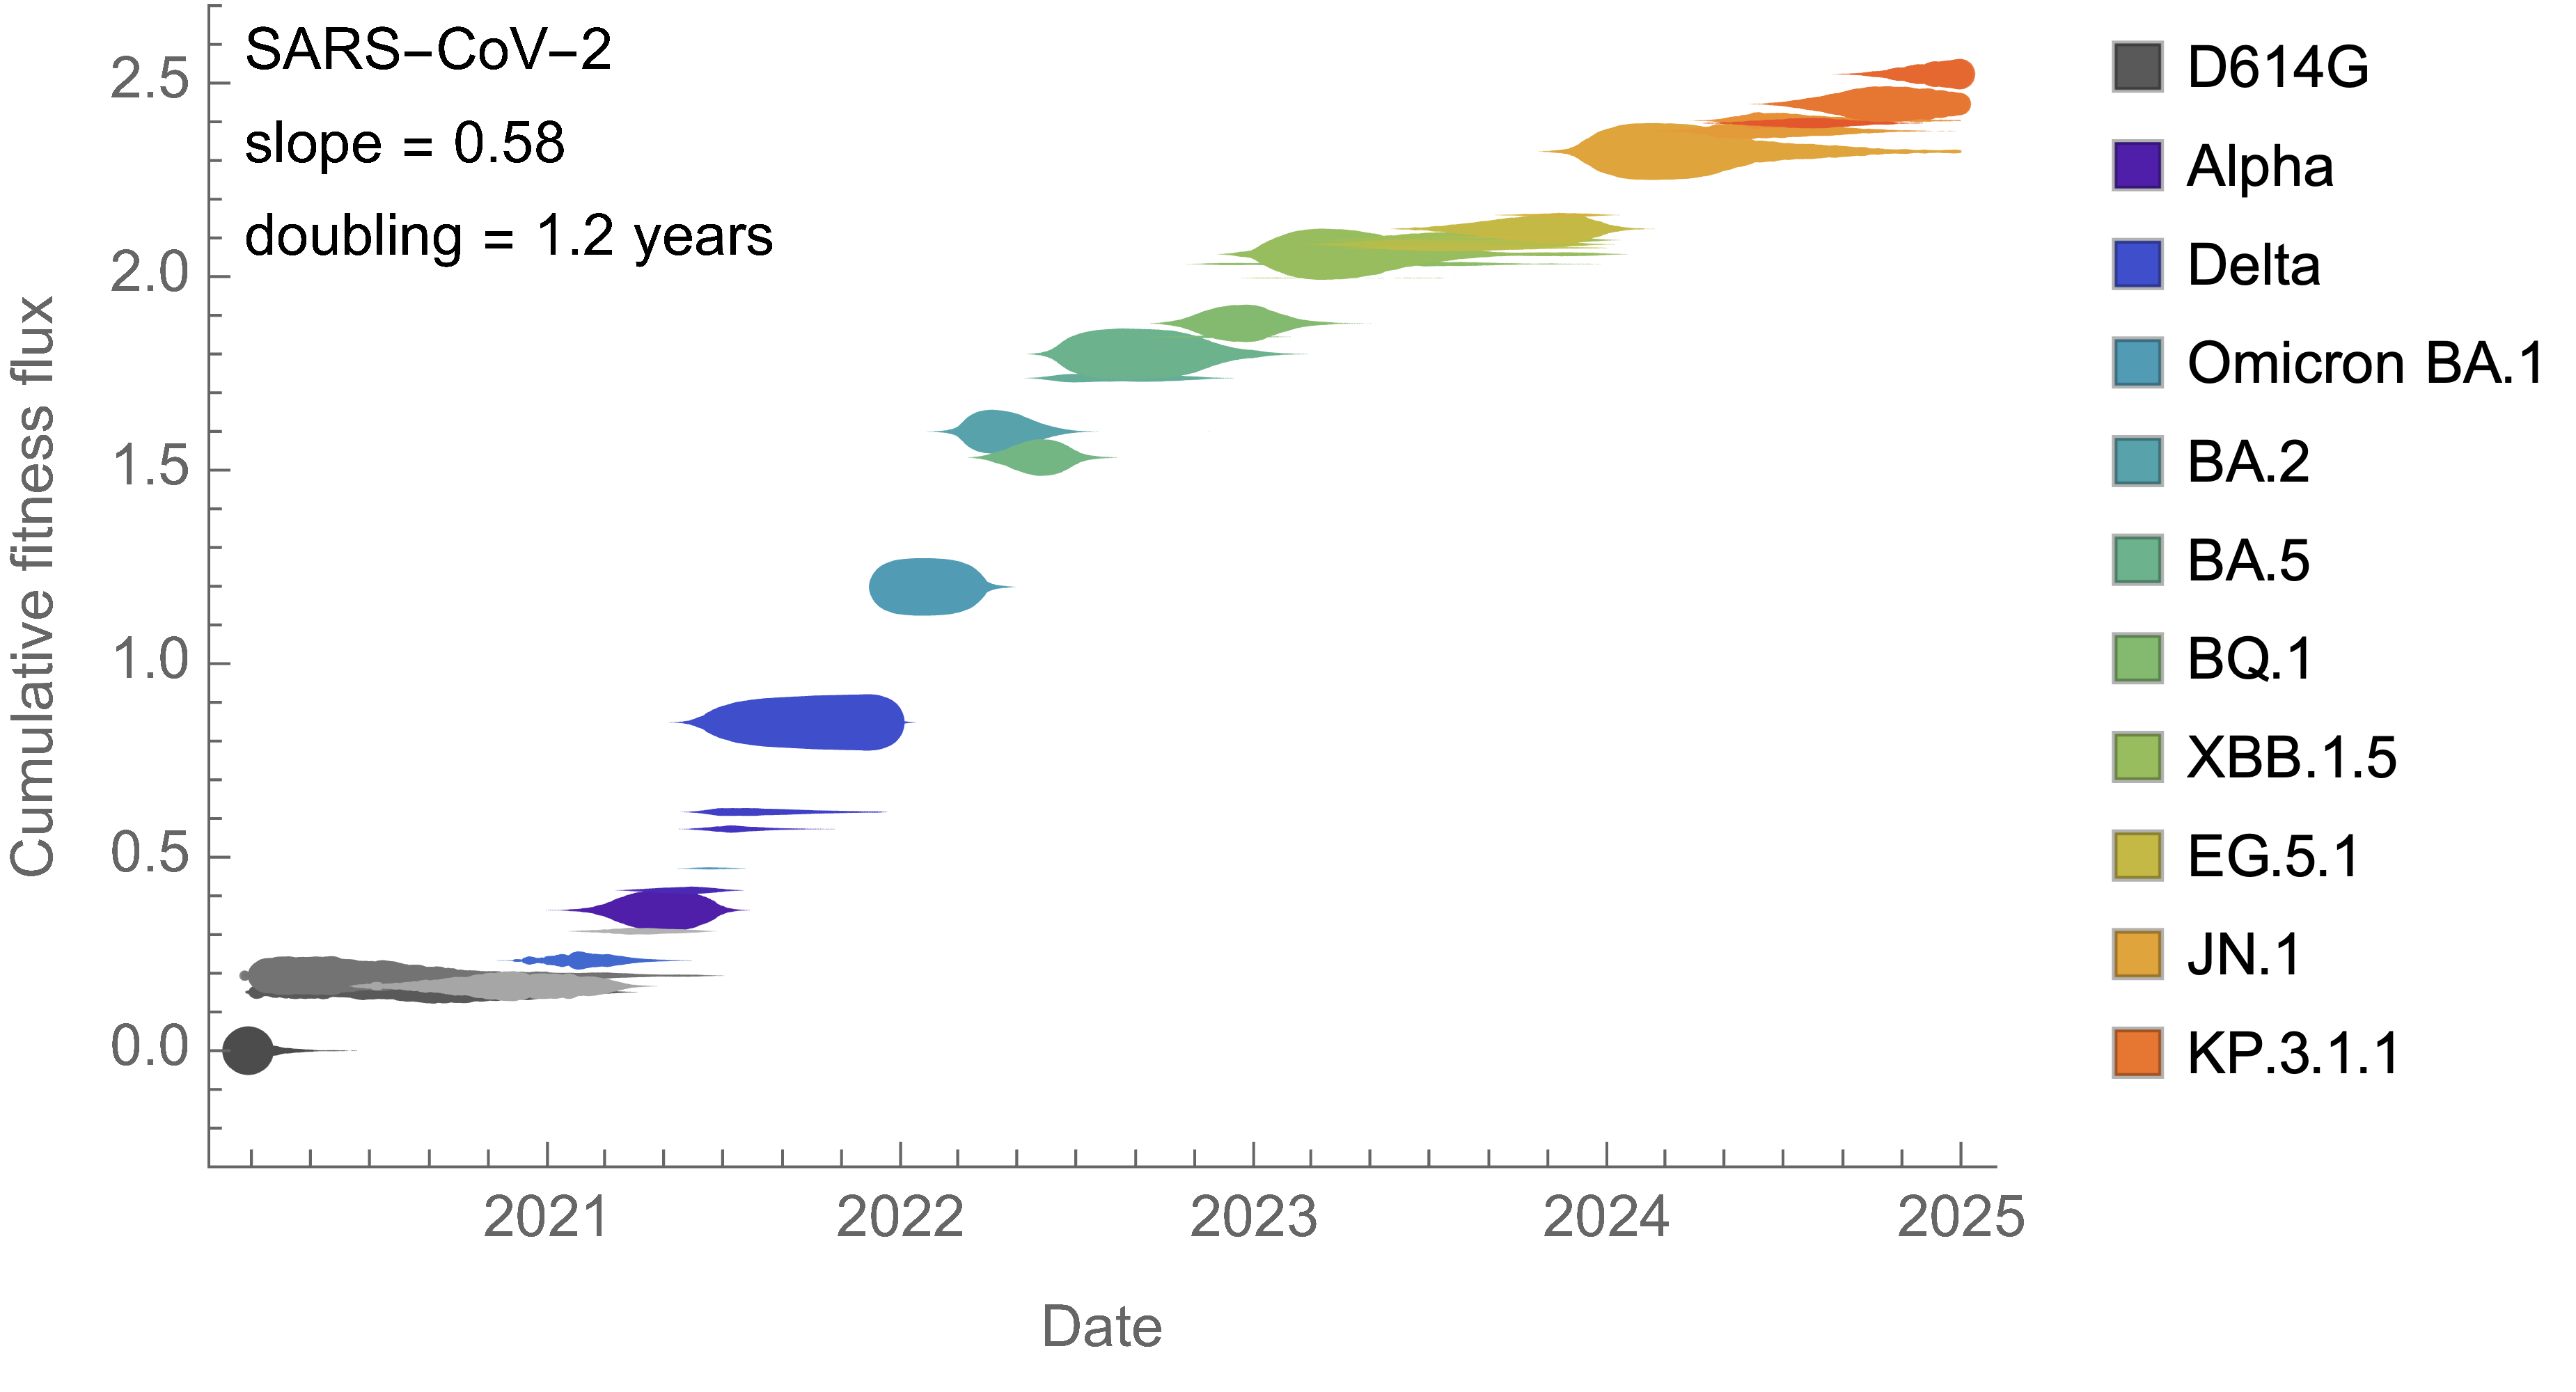 SARS−CoV−2
slope = 0.58
doubling = 1.2 years
Cumulative fitness flux
2.5
2.0
1.5
1.0
0.5
0.0
2021
2022
2023
2024
2025
Date
D614G
Alpha
Delta
Omicron BA.1
BA.2
BA.5
BQ.1
XBB.1.5
EG.5.1
JN.1
KP.3.1.1